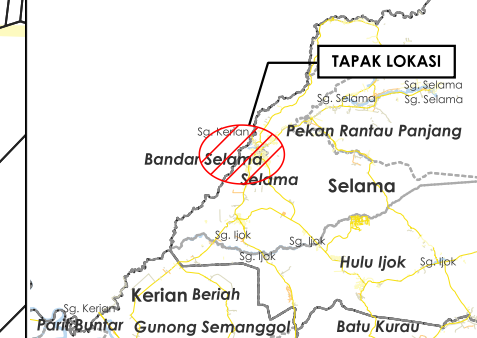 TAPAK LOKASI
Sg. Selama
Sg. Selama
Sg. Selama
Sg. Kerian
Pekan Rantau Panjang
Bandar Selama
Selama
Selama
Sg. Ijok
Sg. Ijok
Sg. Ijok
Hulu Ijok
Sg. Ijok
Kerian
Beriah
Sg. Kerian
Parit Buntar
Gunong Semanggol
Batu Kurau